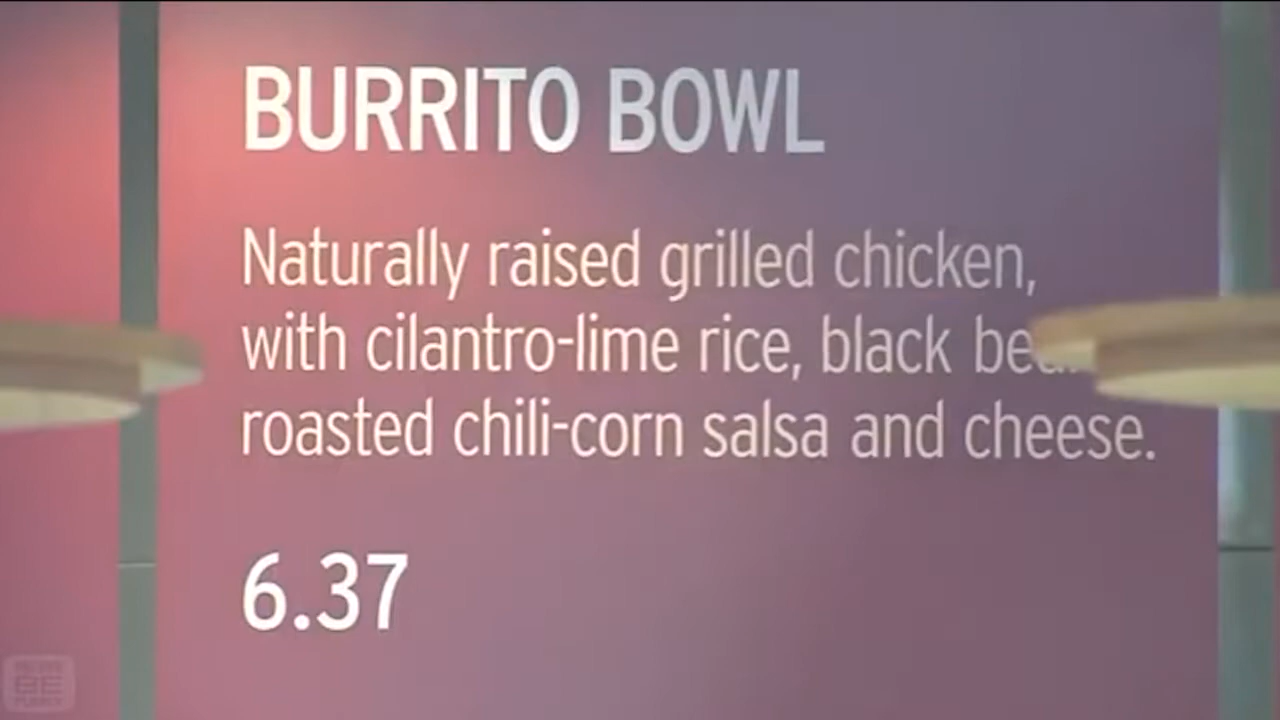 BURRITO BOWL
Naturally raised grilled chicken,
with cilantro-lime rice, black
roasted chili-corn salsa and cheese.
6.37